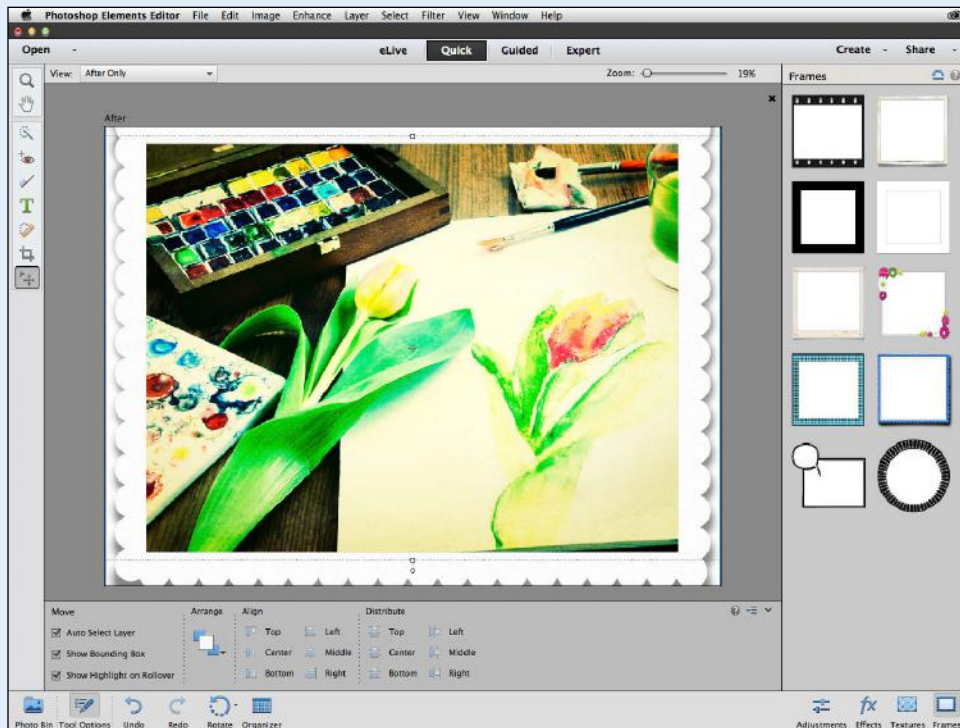 Photoshop Elements Editor File Edit Image Enhance Layer Select Filter View Window Help
Open eLive Quick Guided Expert Create Share
View: After Only Zoom: 19% Frames
After
T
Move Arrange Align Distribute
Auto Select Layer Top Left Top Left
Show Bounding Box Center Middle Center Middle
Show Highlight on Rollover Bottom Right Bottom Right
Photo Bin Tool Options Undo Redo Rotate Organizer Adjustments fx Effects Textures Frames